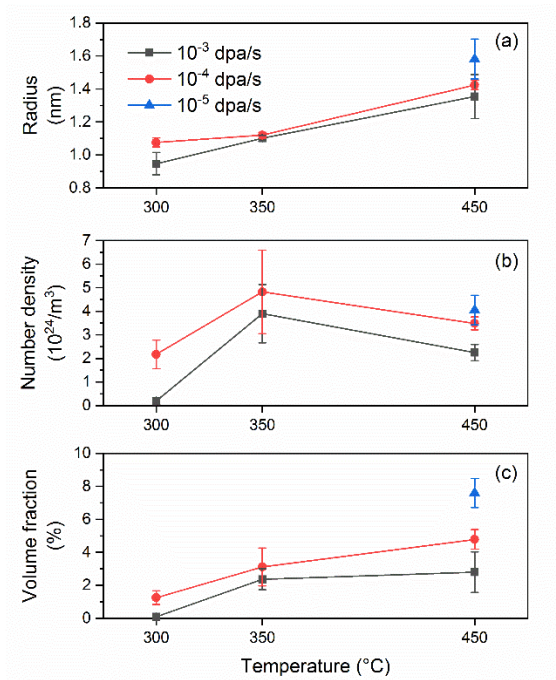 1.8
1.6
1.4
1.2
1.0
0.8
Radius
(nm)
10⁻³ dpa/s
10⁻⁴ dpa/s
10⁻⁵ dpa/s
(a)
300
350
450
7
6
5
4
3
2
1
0
Number density
(10²⁴/m³)
(b)
300
350
450
10
8
6
4
2
0
Volume fraction
(%)
(c)
300
350
450
Temperature (°C)